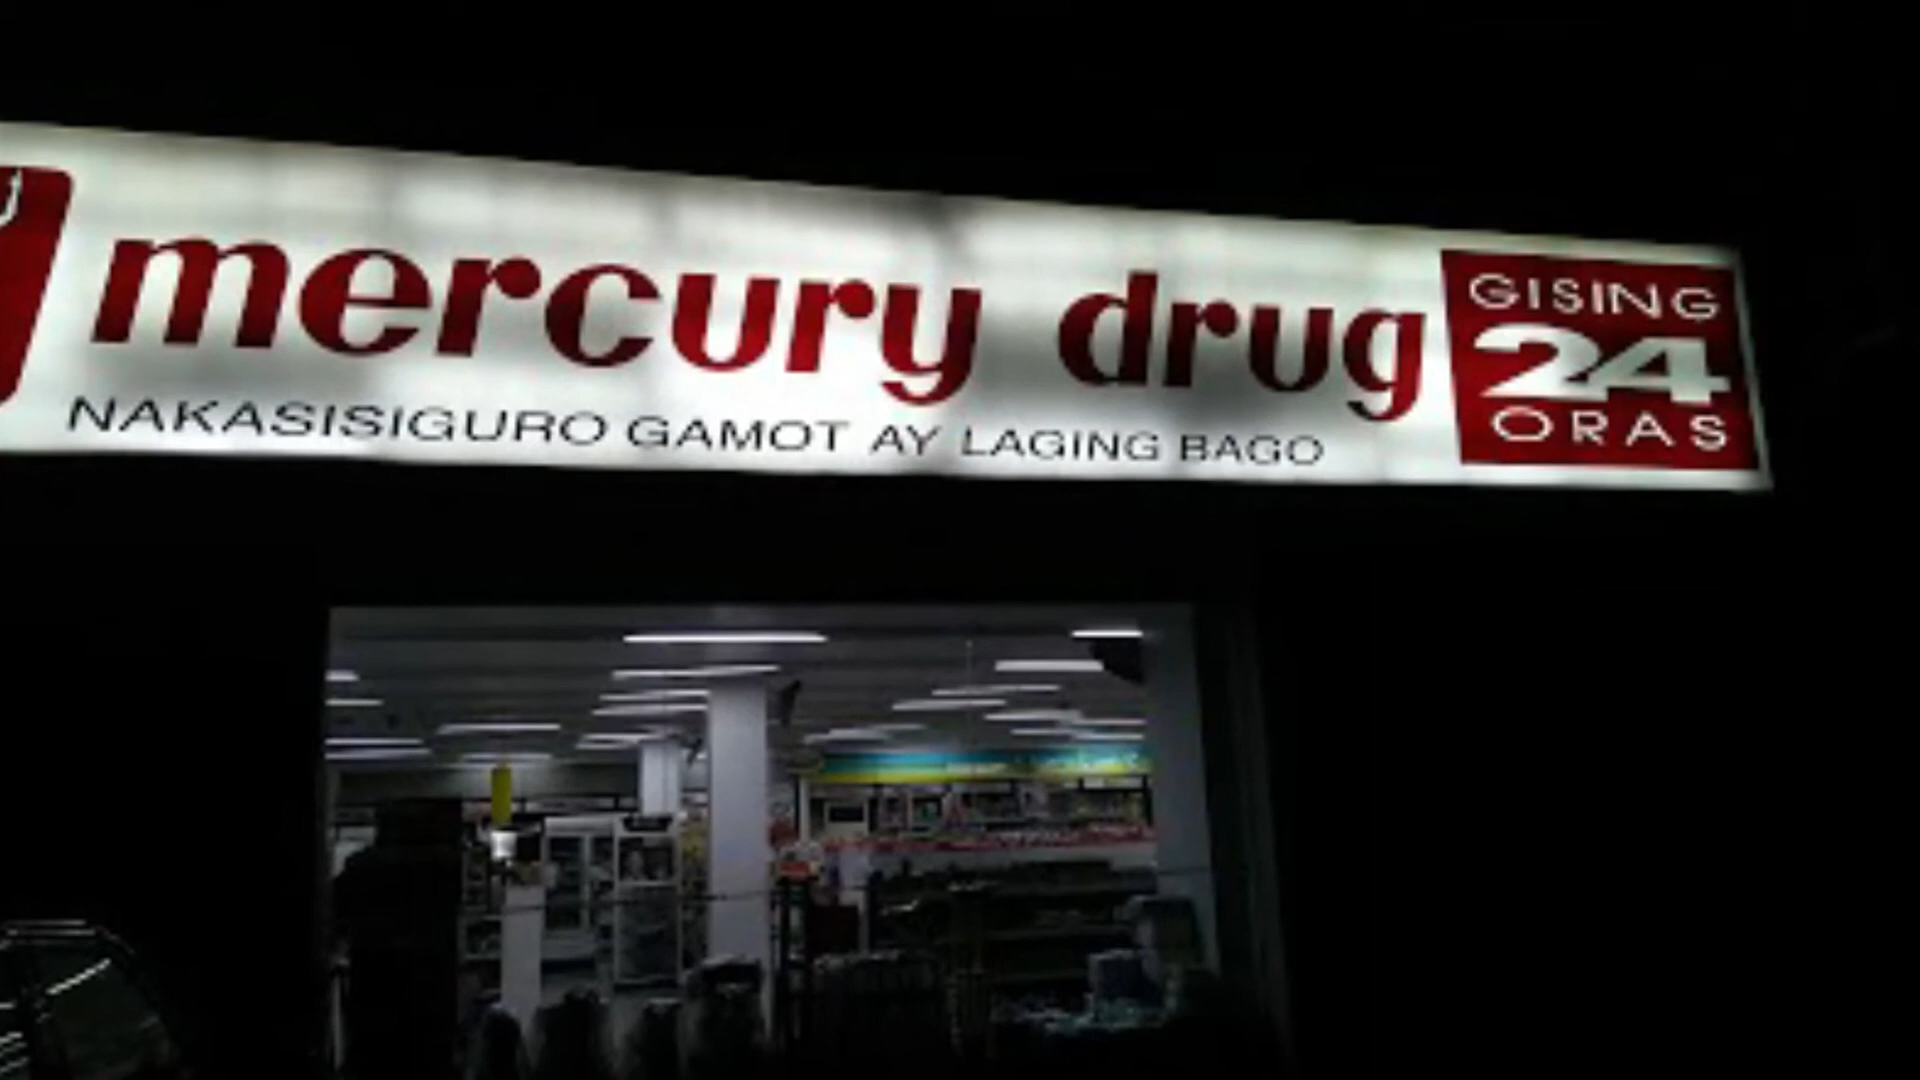 mercury drug
NAKASISIGURO GAMOT AY LAGING BAGO
GISING
24
ORAS